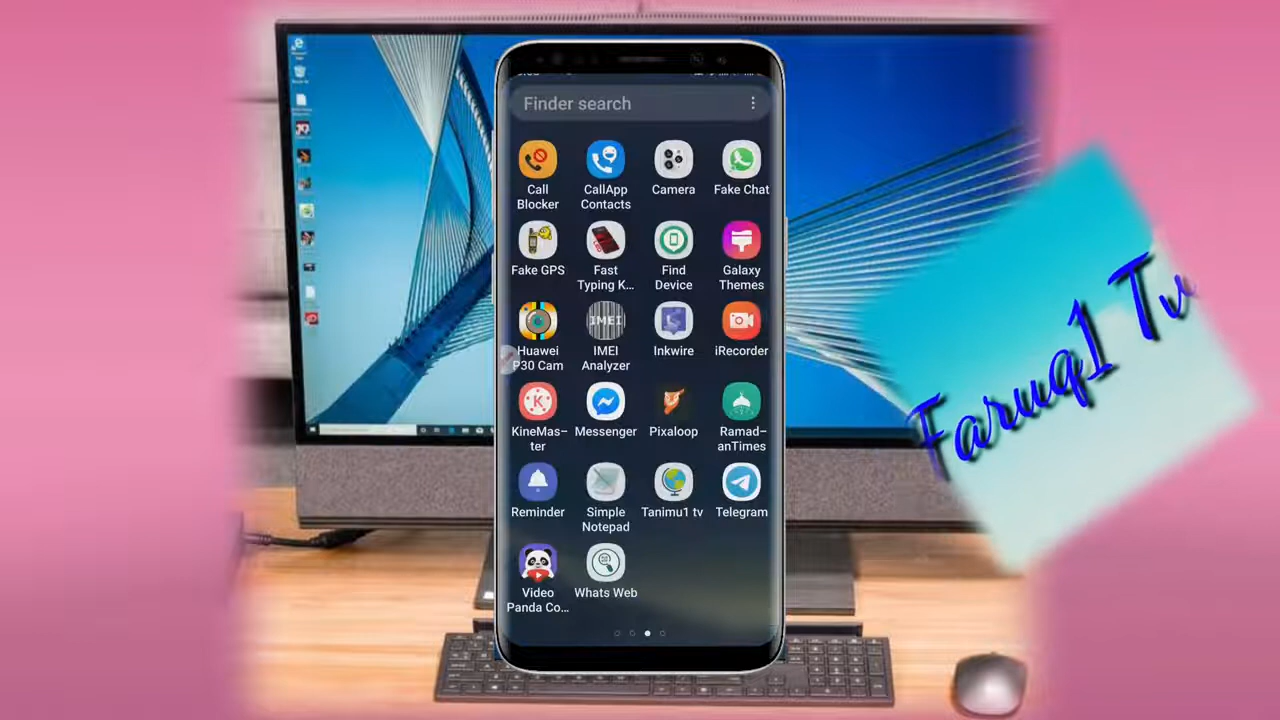 Finder search
Call Blocker
CallApp Contacts
Camera
Fake Chat
Fake GPS
Fast Typing K...
Find Device
Galaxy Themes
Huawei P30 Cam
IMEI
IMEI Analyzer
Inkwire
iRecorder
KineMas–ter
Messenger
Pixaloop
Ramad–anTimes
Reminder
Simple Notepad
Tanimu1 tv
Telegram
Video Panda Co...
Whats Web
Faruq1 Tv